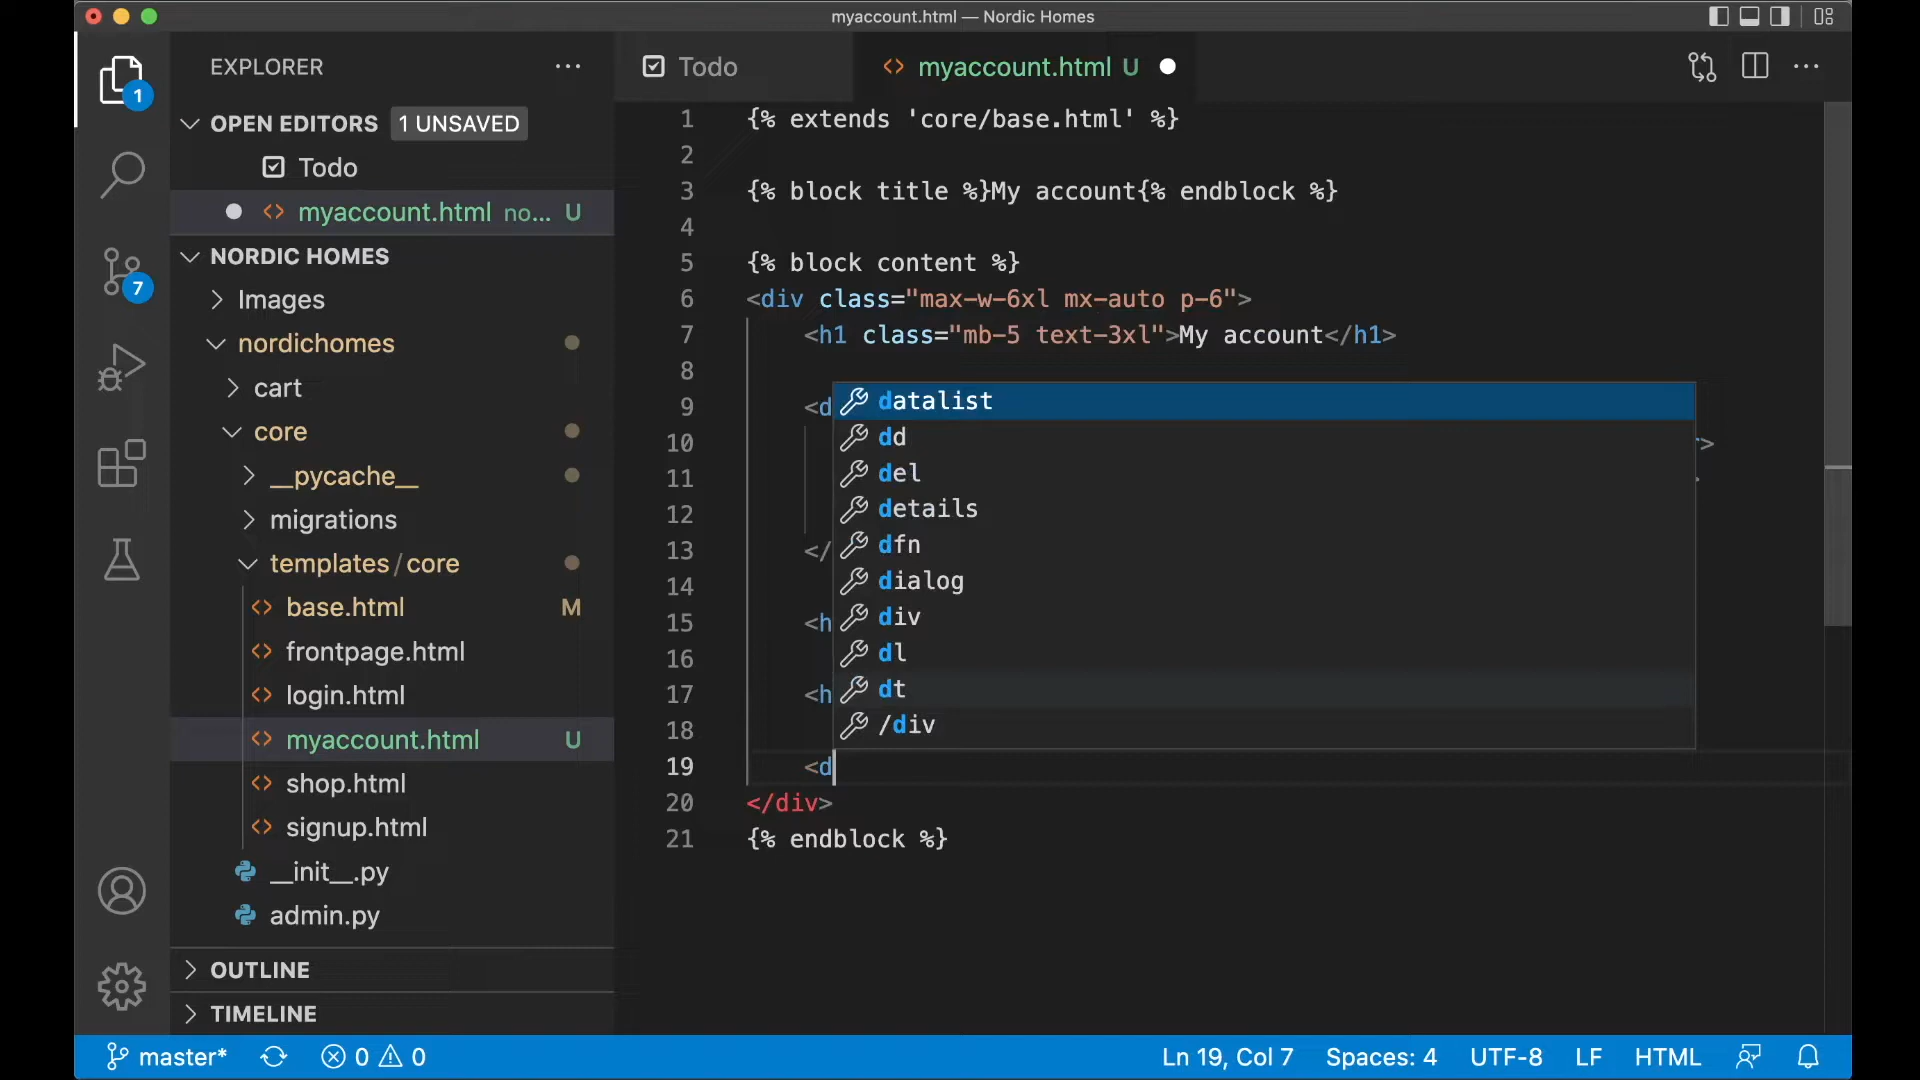 myaccount.html — Nordic Homes
EXPLORER
Todo
myaccount.html U
1
OPEN EDITORS 1 UNSAVED
Todo
myaccount.html no... U
NORDIC HOMES
7
Images
nordichomes
cart
core
__pycache__
migrations
templates/core
base.html M
frontpage.html
login.html
myaccount.html U
shop.html
signup.html
__init__.py
admin.py
OUTLINE
TIMELINE
1 {% extends 'core/base.html' %}
2
3 {% block title %}My account{% endblock %}
4
5 {% block content %}
6 <div class="max-w-6xl mx-auto p-6">
7 <h1 class="mb-5 text-3xl">My account</h1>
8
9 <d
10 >
11
12
13 </
14
15 <h
16
17 <h
18
19 <d
20 </div>
21 {% endblock %}
datalist
dd
del
details
dfn
dialog
div
dl
dt
/div
master* 0 0 Ln 19, Col 7 Spaces: 4 UTF-8 LF HTML